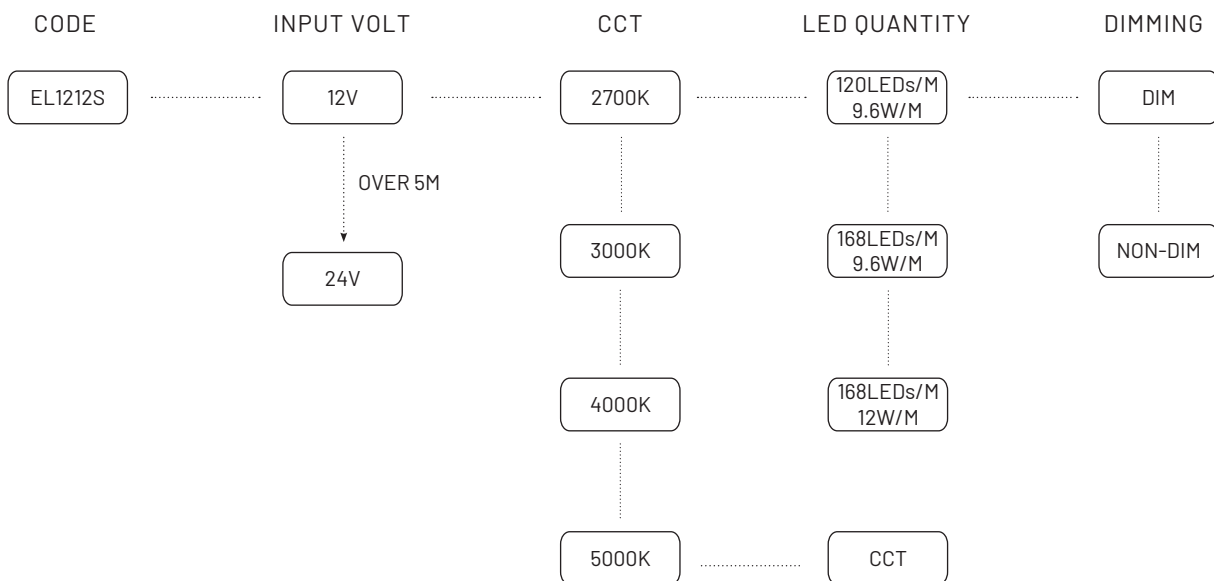 CODE
INPUT VOLT
CCT
LED QUANTITY
DIMMING
EL1212S
12V
2700K
120LEDs/M
9.6W/M
DIM
OVER 5M
24V
3000K
168LEDs/M
9.6W/M
NON-DIM
4000K
168LEDs/M
12W/M
5000K
CCT